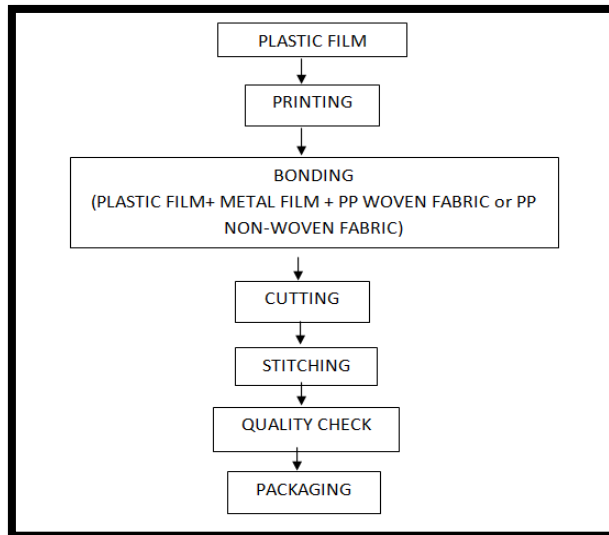 PLASTIC FILM
PRINTING
BONDING
(PLASTIC FILM+ METAL FILM + PP WOVEN FABRIC or PP
NON-WOVEN FABRIC)
CUTTING
STITCHING
QUALITY CHECK
PACKAGING